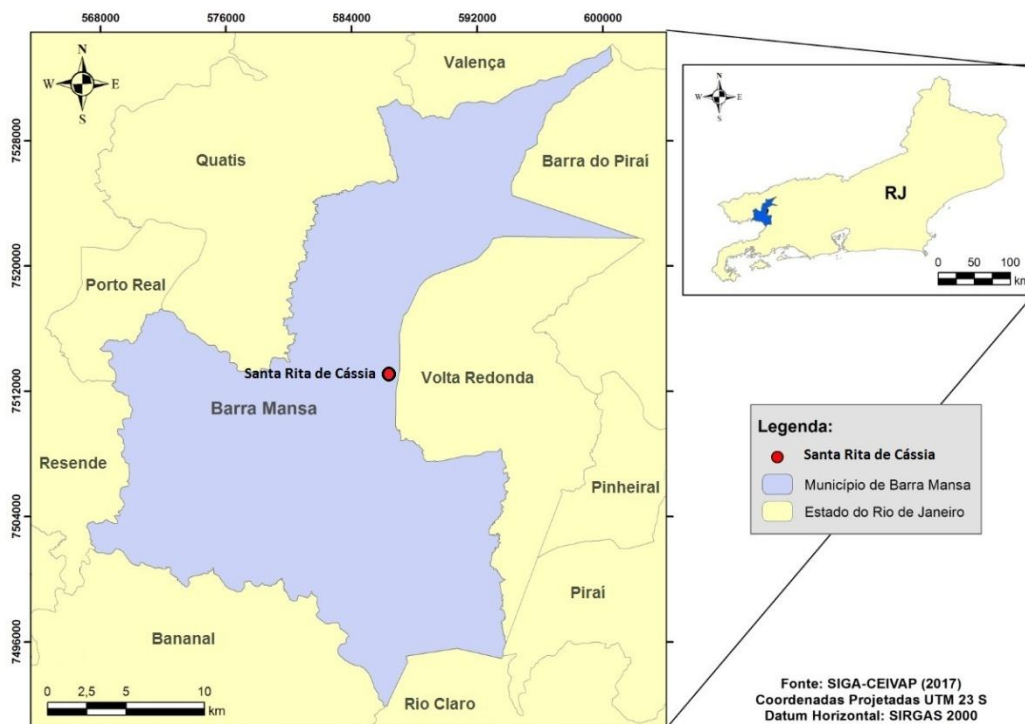 568000 576000 584000 592000 600000
N
W E
S
Valença
7528000
Quatis
Barra do Piraí
7520000
Porto Real
Santa Rita de Cássia
Volta Redonda
7512000
Barra Mansa
Resende
Pinheiral
7504000
Piraí
Bananal
7496000
Rio Claro
0 2,5 5 10
km
N
W E
S
RJ
0 50 100
km
Legenda:
Santa Rita de Cássia
Município de Barra Mansa
Estado do Rio de Janeiro
Fonte: SIGA-CEIVAP (2017)
Coordenadas Projetadas UTM 23 S
Datum Horizontal: SIRGAS 2000